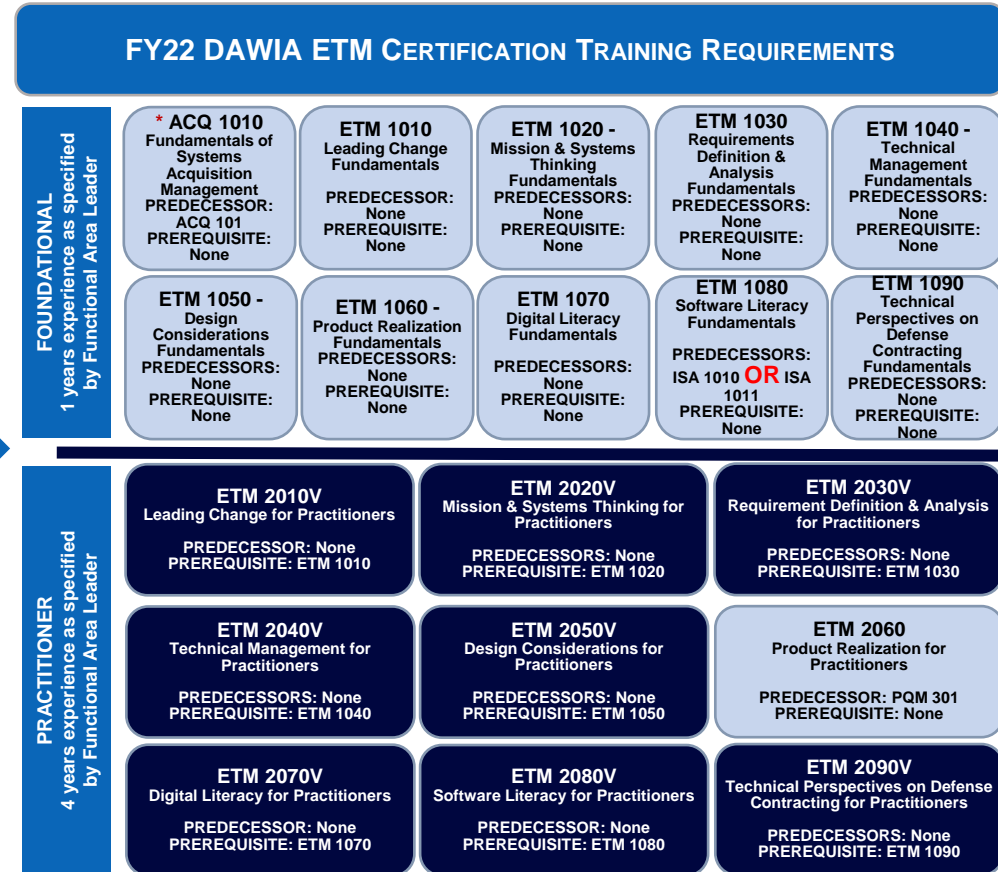 FY22 DAWIA ETM CERTIFICATION TRAINING REQUIREMENTS
FOUNDATIONAL
1 years experience as specified
by Functional Area Leader
* ACQ 1010
Fundamentals of
Systems
Acquisition
Management
PREDECESSOR:
ACQ 101
PREREQUISITE:
None
ETM 1010
Leading Change
Fundamentals
PREDECESSOR:
None
PREREQUISITE:
None
ETM 1020 -
Mission & Systems
Thinking
Fundamentals
PREDECESSORS:
None
PREREQUISITE:
None
ETM 1030
Requirements
Definition &
Analysis
Fundamentals
PREDECESSORS:
None
PREREQUISITE:
None
ETM 1040 -
Technical
Management
Fundamentals
PREDECESSORS:
None
PREREQUISITE:
None
ETM 1050 -
Design
Considerations
Fundamentals
PREDECESSORS:
None
PREREQUISITE:
None
ETM 1060 -
Product Realization
Fundamentals
PREDECESSORS:
None
PREREQUISITE:
None
ETM 1070
Digital Literacy
Fundamentals
PREDECESSORS:
None
PREREQUISITE:
None
ETM 1080
Software Literacy
Fundamentals
PREDECESSORS:
ISA 1010 OR ISA
1011
PREREQUISITE:
None
ETM 1090
Technical
Perspectives on
Defense
Contracting
Fundamentals
PREDECESSORS:
None
PREREQUISITE:
None
PRACTITIONER
4 years experience as specified
by Functional Area Leader
ETM 2010V
Leading Change for Practitioners
PREDECESSOR: None
PREREQUISITE: ETM 1010
ETM 2020V
Mission & Systems Thinking for
Practitioners
PREDECESSORS: None
PREREQUISITE: ETM 1020
ETM 2030V
Requirement Definition & Analysis
for Practitioners
PREDECESSORS: None
PREREQUISITE: ETM 1030
ETM 2040V
Technical Management for
Practitioners
PREDECESSORS: None
PREREQUISITE: ETM 1040
ETM 2050V
Design Considerations for
Practitioners
PREDECESSORS: None
PREREQUISITE: ETM 1050
ETM 2060
Product Realization for
Practitioners
PREDECESSOR: PQM 301
PREREQUISITE: None
ETM 2070V
Digital Literacy for Practitioners
PREDECESSOR: None
PREREQUISITE: ETM 1070
ETM 2080V
Software Literacy for Practitioners
PREDECESSOR: None
PREREQUISITE: ETM 1080
ETM 2090V
Technical Perspectives on Defense
Contracting for Practitioners
PREDECESSORS: None
PREREQUISITE: ETM 1090